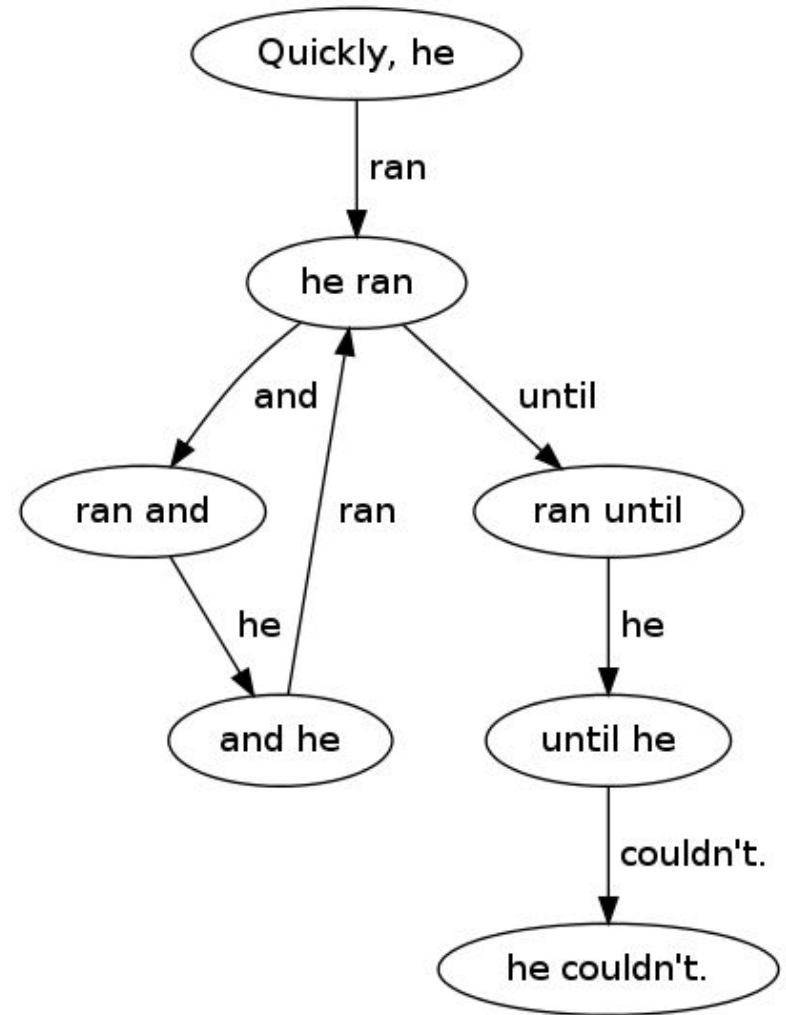 Quickly, he
ran
he ran
and
until
ran and
ran
ran until
he
he
and he
until he
couldn't.
he couldn't.